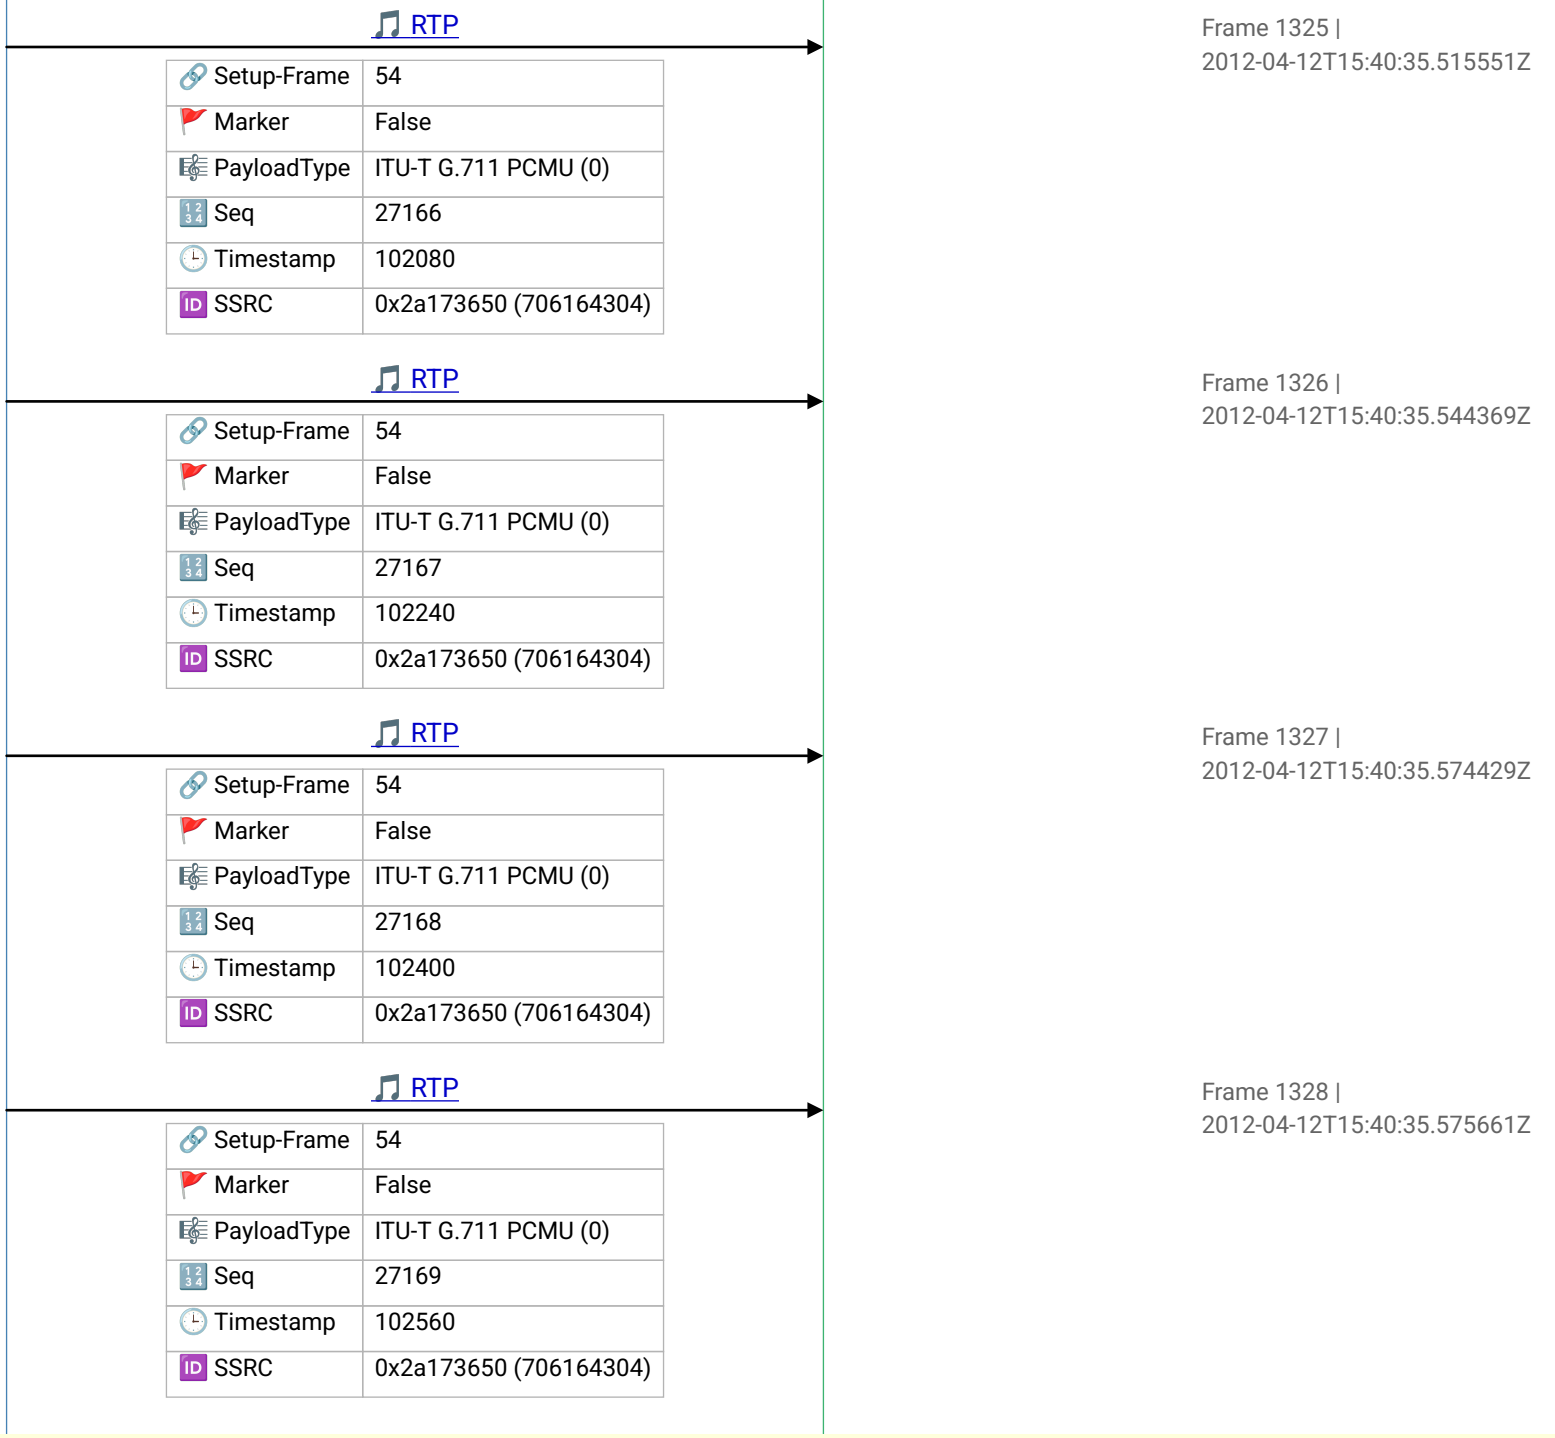 🎵 RTP
Frame 1325 |
2012-04-12T15:40:35.515551Z
🔗 Setup-Frame 54
🚩 Marker False
🎼 PayloadType ITU-T G.711 PCMU (0)
🔢 Seq 27166
🕒 Timestamp 102080
🆔 SSRC 0x2a173650 (706164304)
🎵 RTP
Frame 1326 |
2012-04-12T15:40:35.544369Z
🔗 Setup-Frame 54
🚩 Marker False
🎼 PayloadType ITU-T G.711 PCMU (0)
🔢 Seq 27167
🕒 Timestamp 102240
🆔 SSRC 0x2a173650 (706164304)
🎵 RTP
Frame 1327 |
2012-04-12T15:40:35.574429Z
🔗 Setup-Frame 54
🚩 Marker False
🎼 PayloadType ITU-T G.711 PCMU (0)
🔢 Seq 27168
🕒 Timestamp 102400
🆔 SSRC 0x2a173650 (706164304)
🎵 RTP
Frame 1328 |
2012-04-12T15:40:35.575661Z
🔗 Setup-Frame 54
🚩 Marker False
🎼 PayloadType ITU-T G.711 PCMU (0)
🔢 Seq 27169
🕒 Timestamp 102560
🆔 SSRC 0x2a173650 (706164304)